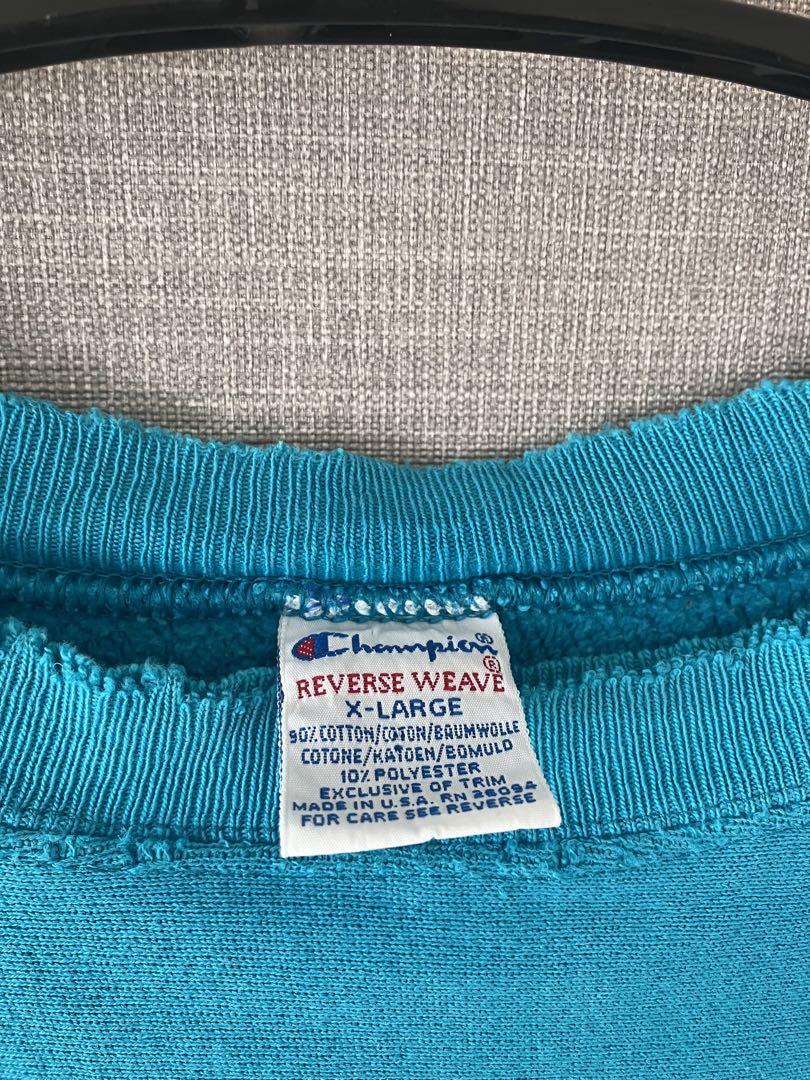 Champion®
REVERSE WEAVE®
X-LARGE
90% COTTON/COTON/BAUMWOLLE
COTONE/KATOEN/BOMULD
10% POLYESTER
EXCLUSIVE OF TRIM
MADE IN U.S.A. RN 26094
FOR CARE SEE REVERSE